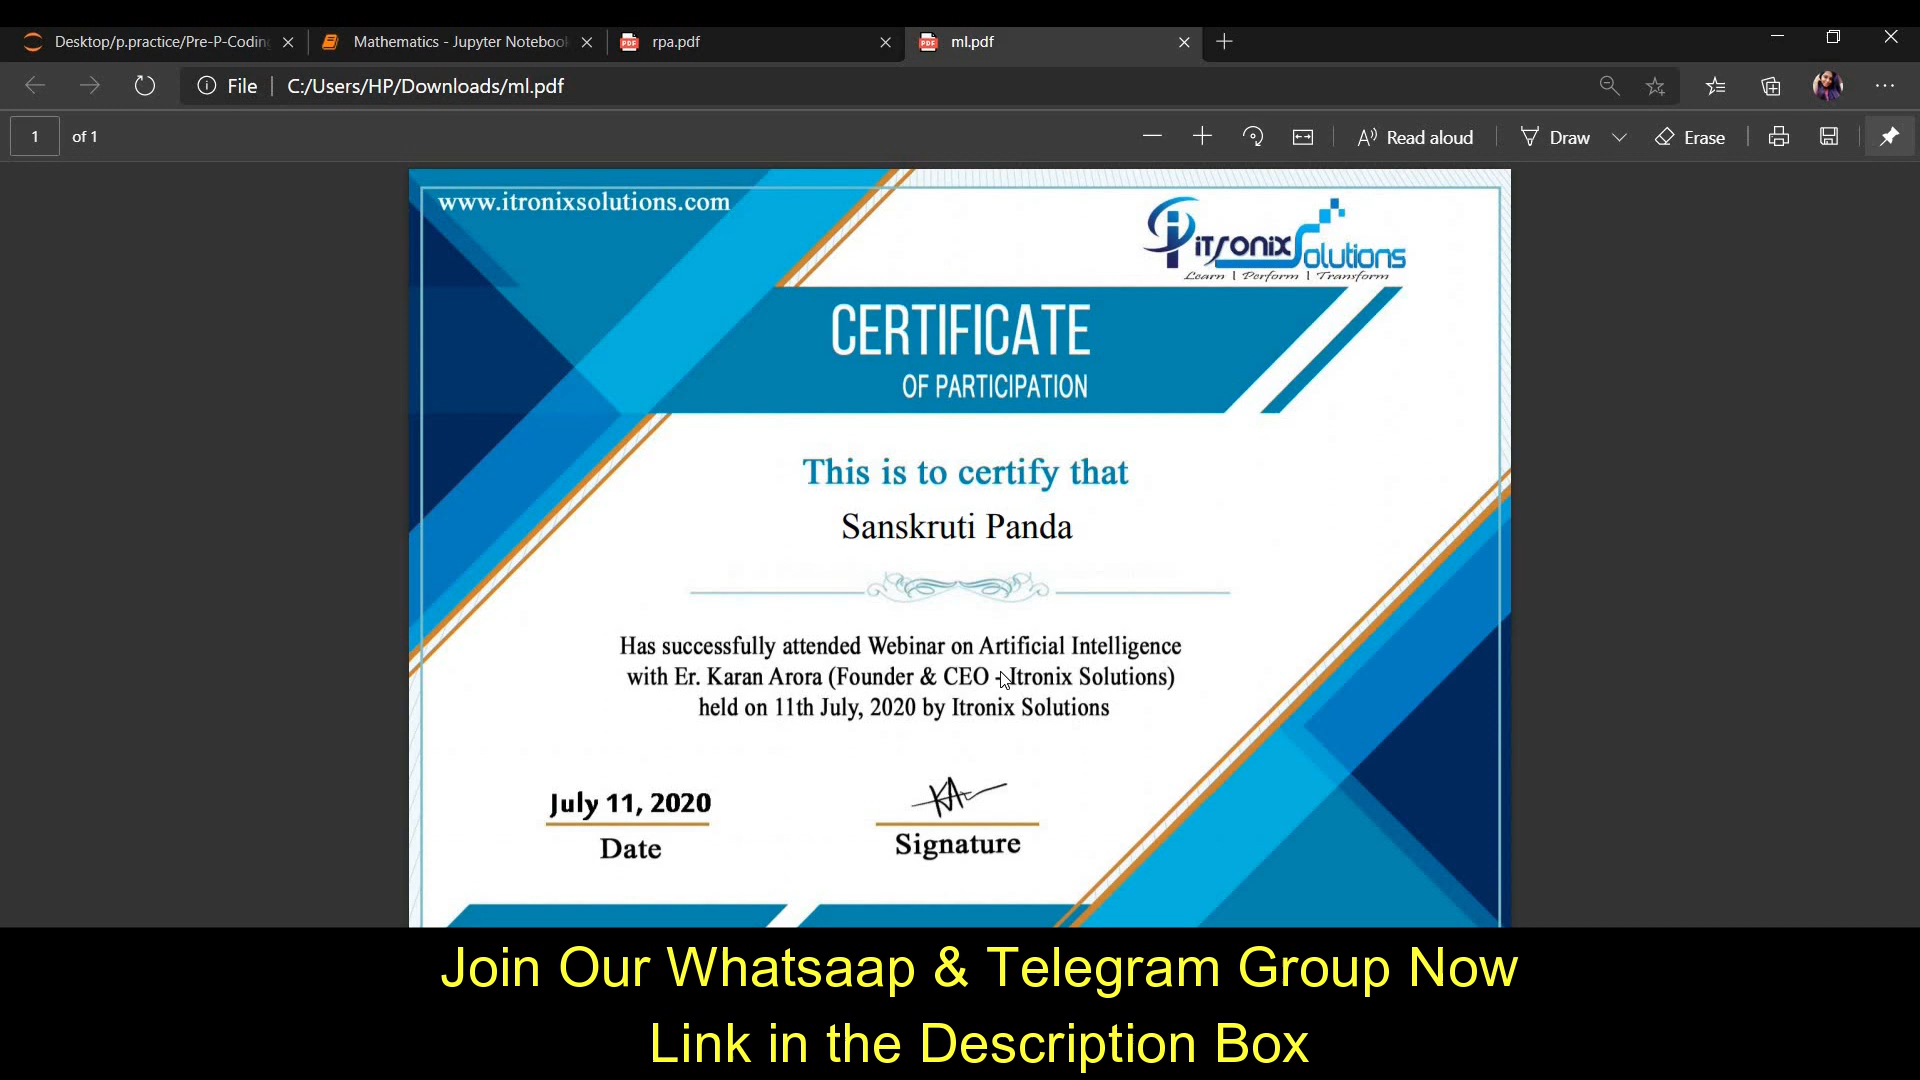 Desktop/p.practice/Pre-P-Coding
Mathematics - Jupyter Notebook
rpa.pdf
ml.pdf
File
C:/Users/HP/Downloads/ml.pdf
1 of 1
Read aloud
Draw
Erase
www.itronixsolutions.com
itronix Solutions
Learn | Perform | Transform
CERTIFICATE
OF PARTICIPATION
This is to certify that
Sanskruti Panda
Has successfully attended Webinar on Artificial Intelligence
with Er. Karan Arora (Founder & CEO - Itronix Solutions)
held on 11th July, 2020 by Itronix Solutions
July 11, 2020
Date
Signature
Join Our Whatsaap & Telegram Group Now
Link in the Description Box